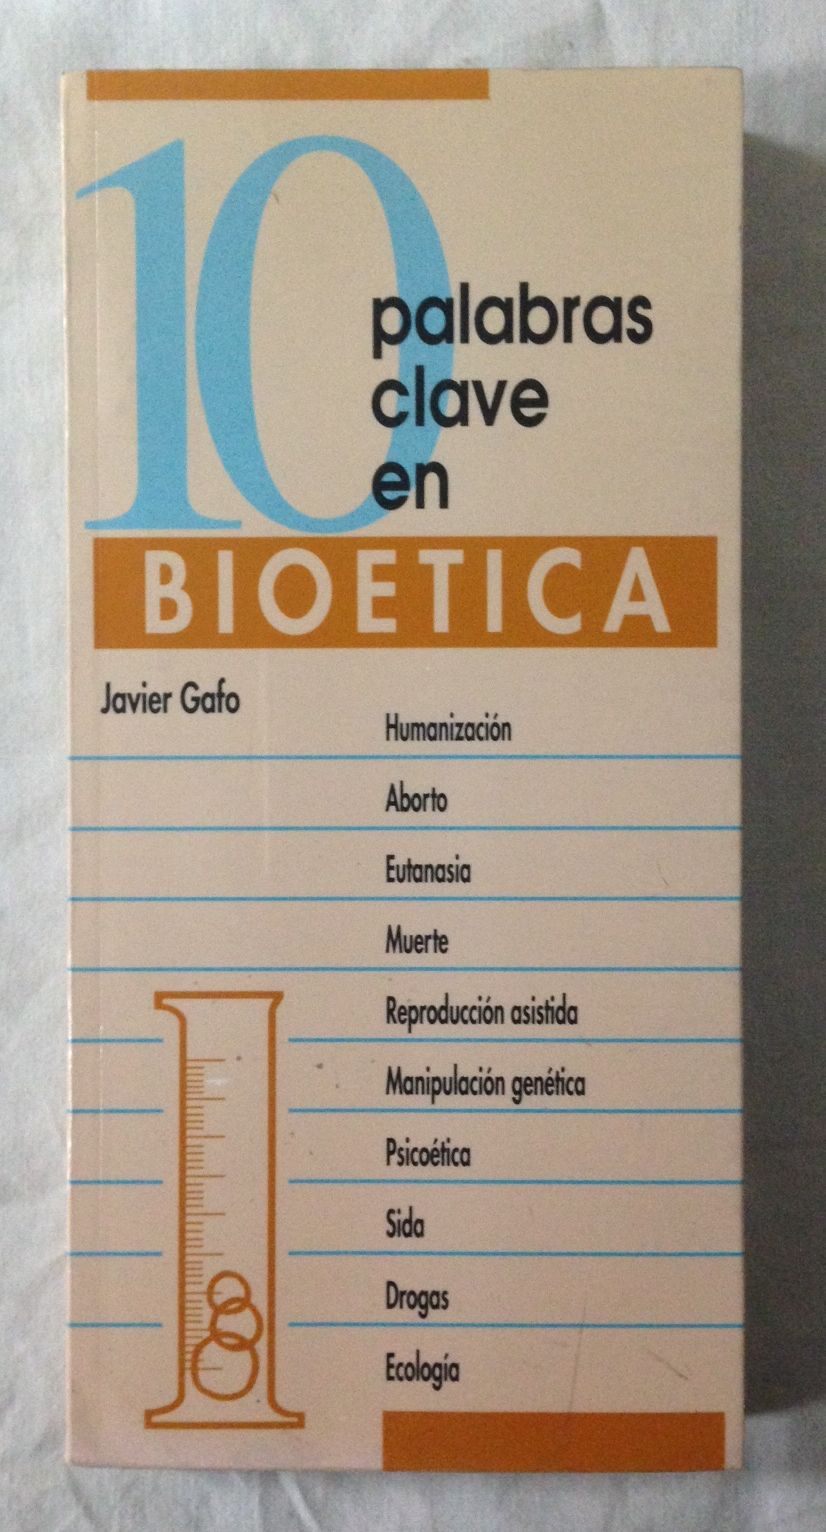 10
palabras
clave
en
BIOETICA
Javier Gafo
Humanización
Aborto
Eutanasia
Muerte
Reproducción asistida
Manipulación genética
Psicoética
Sida
Drogas
Ecología